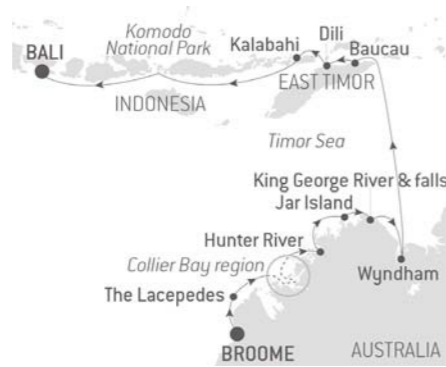 Komodo
National Park
Dili
Kalabahi
Baucau
BALI
EAST TIMOR
INDONESIA
Timor Sea
King George River & falls
Jar Island
Hunter River
Collier Bay region
Wyndham
The Lacepedes
BROOME
AUSTRALIA